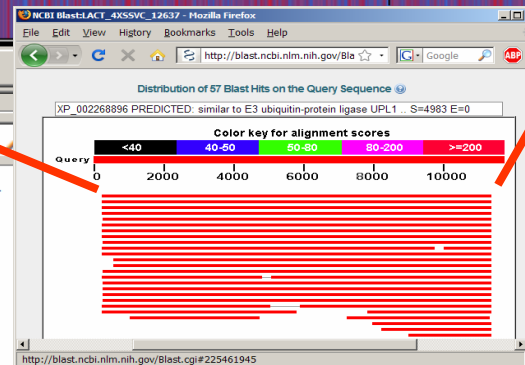 NCBI Blast:LACT_4XSSVC_12637 - Mozilla Firefox
File Edit View History Bookmarks Tools Help
http://blast.ncbi.nlm.nih.gov/Bla Google ABP
Distribution of 57 Blast Hits on the Query Sequence
XP_002268896 PREDICTED: similar to E3 ubiquitin-protein ligase UPL1 .. S=4983 E=0
Color key for alignment scores
<40 40-50 50-80 80-200 >=200
Query
0 2000 4000 6000 8000 10000
http://blast.ncbi.nlm.nih.gov/Blast.cgi#225461945